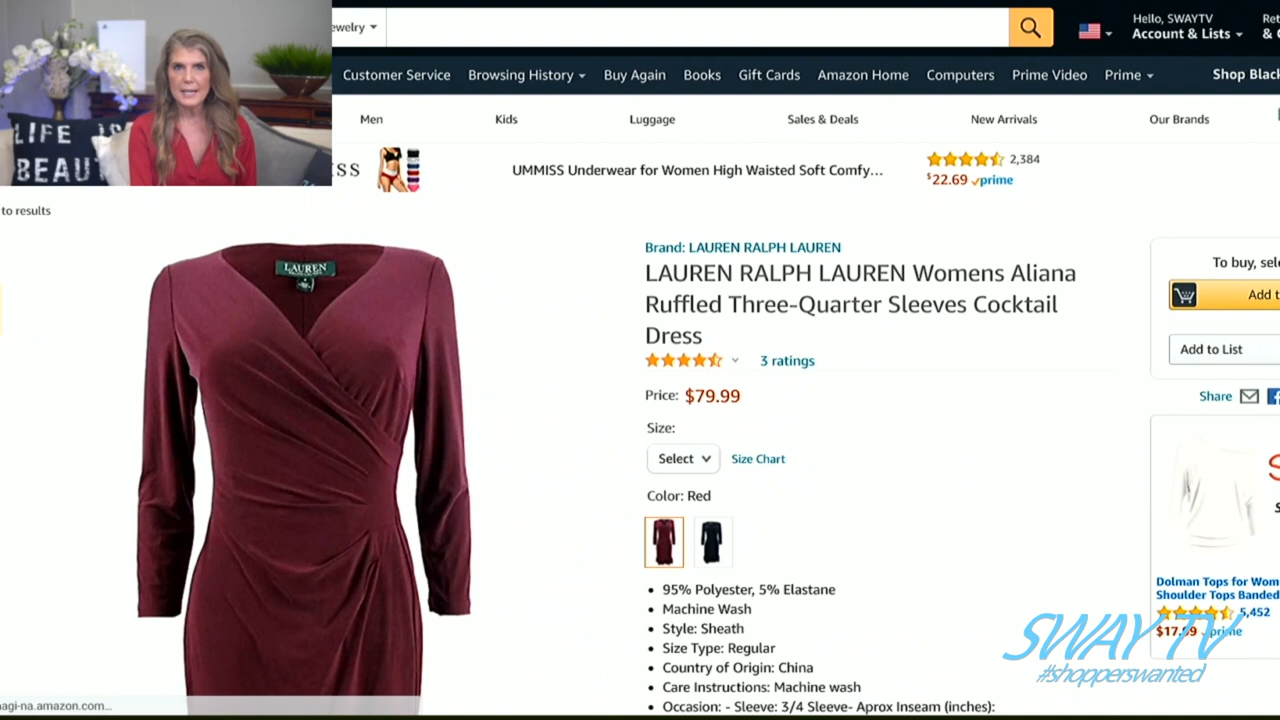 LIFE IS
BEAU
ewelry
Hello, SWAYTV
Account & Lists
Ret
&
Customer Service
Browsing History
Buy Again
Books
Gift Cards
Amazon Home
Computers
Prime Video
Prime
Shop Blac
Men
Kids
Luggage
Sales & Deals
New Arrivals
Our Brands
SS
UMMISS Underwear for Women High Waisted Soft Comfy...
2,384
$22.69 prime
to results
LAUREN
Brand: LAUREN RALPH LAUREN
LAUREN RALPH LAUREN Womens Aliana
Ruffled Three-Quarter Sleeves Cocktail
Dress
3 ratings
Price: $79.99
Size:
Select
Size Chart
Color: Red
• 95% Polyester, 5% Elastane
• Machine Wash
• Style: Sheath
• Size Type: Regular
• Country of Origin: China
• Care Instructions: Machine wash
• Occasion: - Sleeve: 3/4 Sleeve- Aprox Inseam (inches):
To buy, sele
Add t
Add to List
Share
S
Dolman Tops for Wom
Shoulder Tops Banded
5,452
$17.99 prime
SWAY TV
#shopperswanted
agi-na.amazon.com...